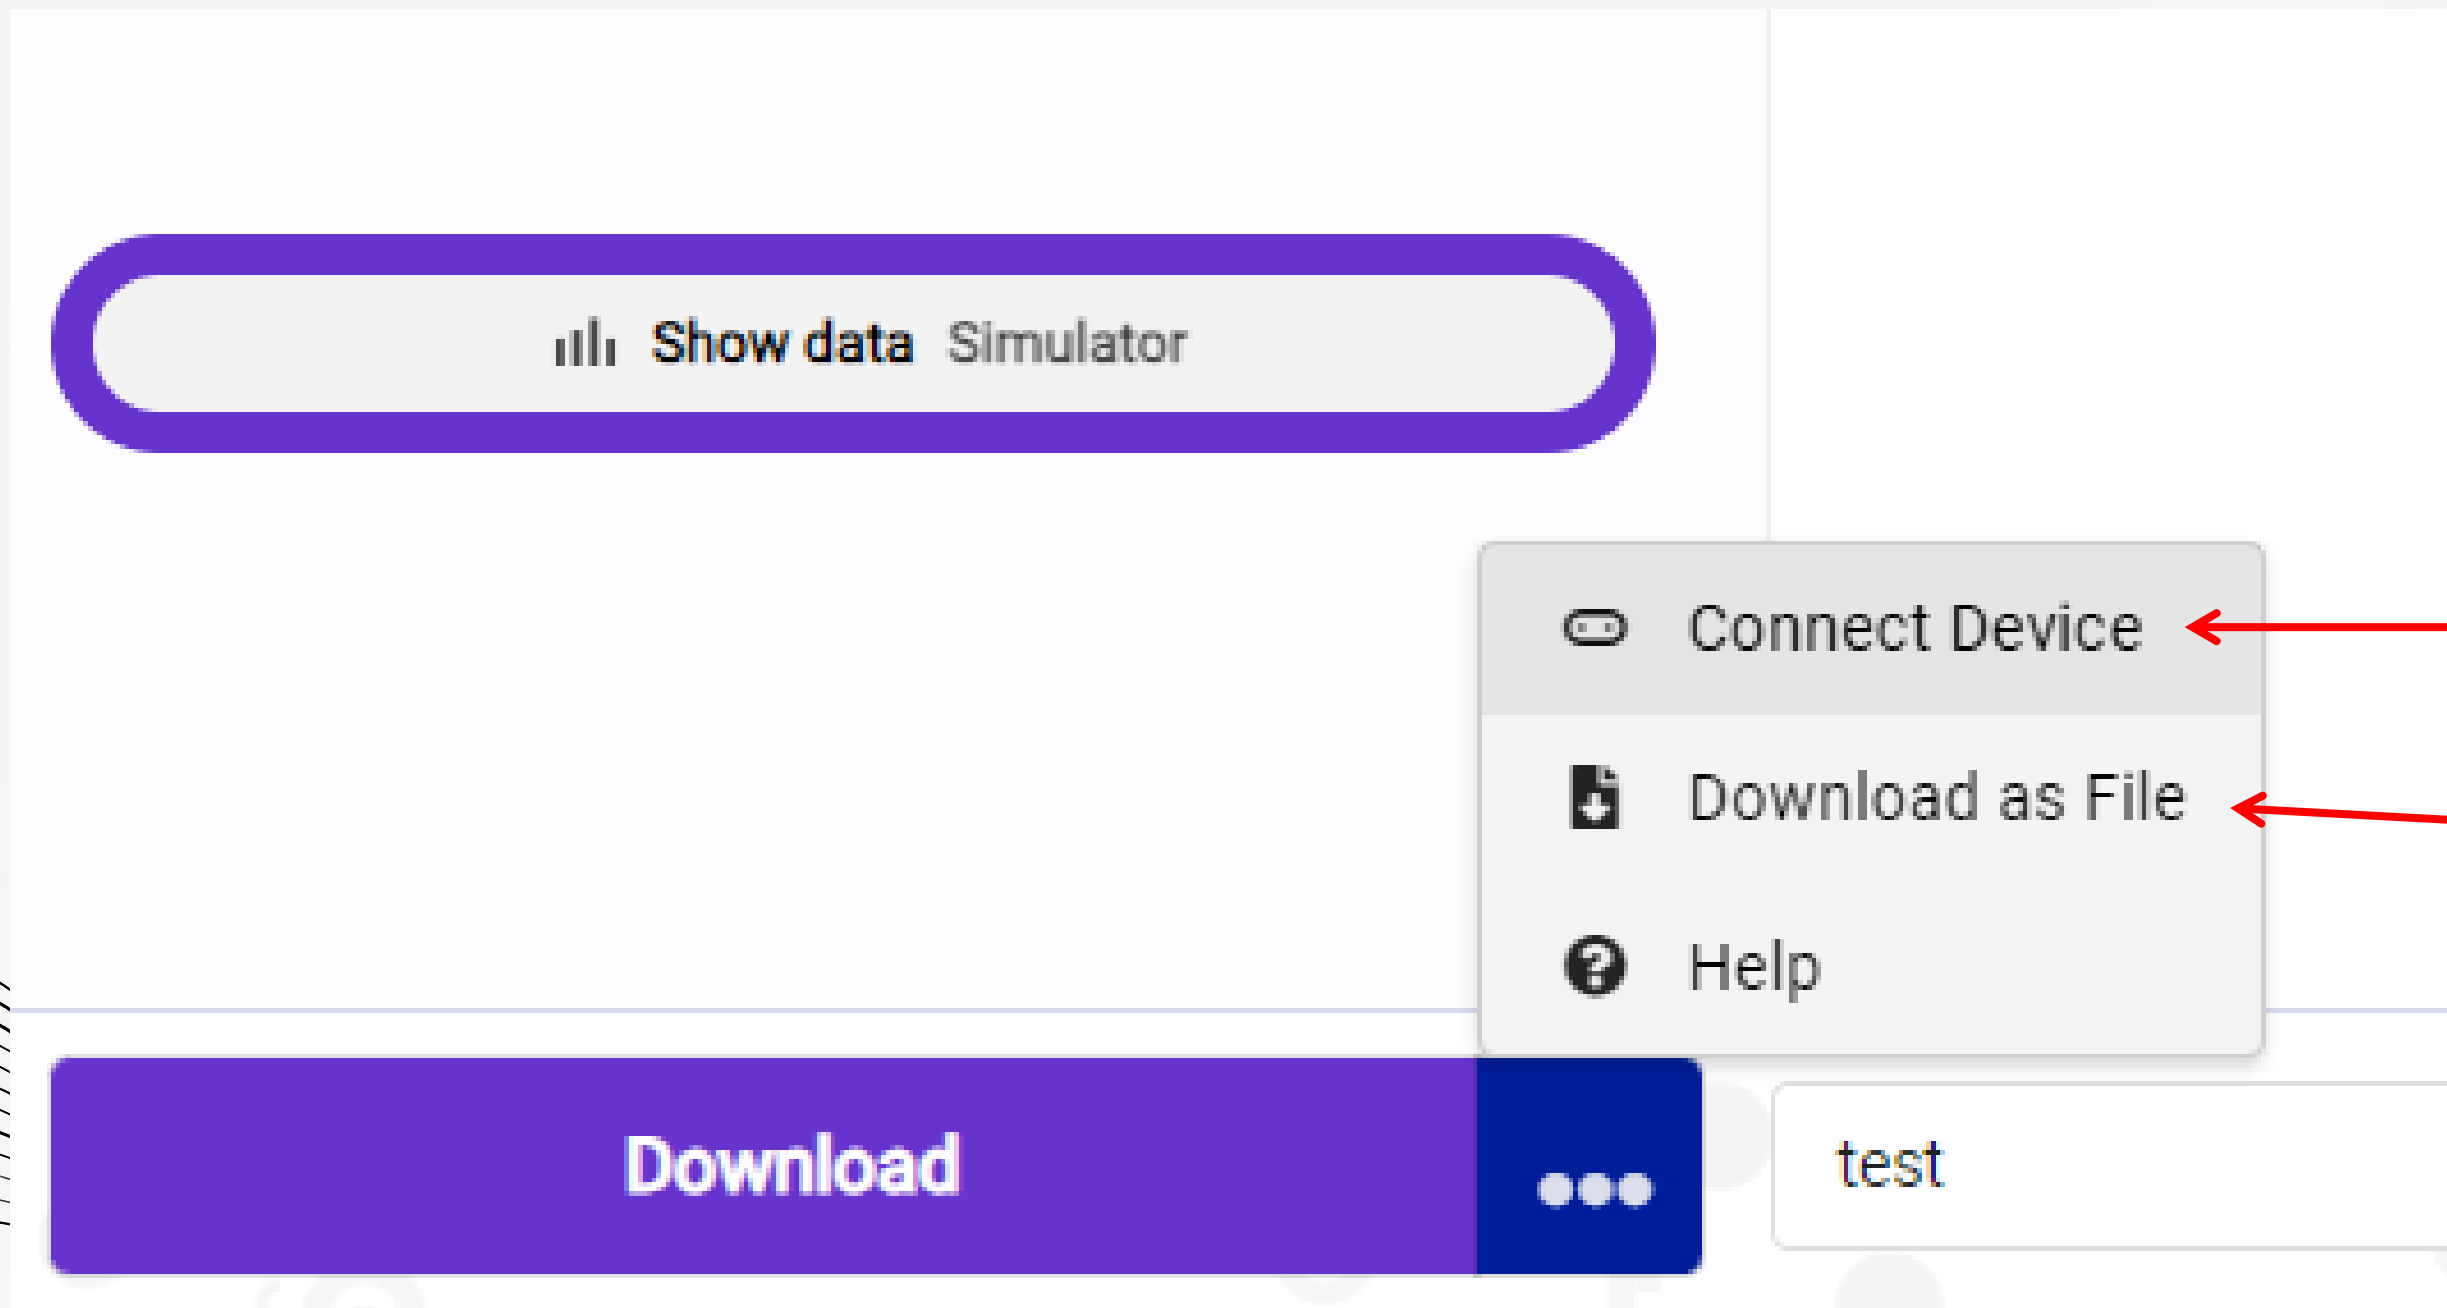 Show data Simulator
Connect Device
Download as File
Help
Download
test